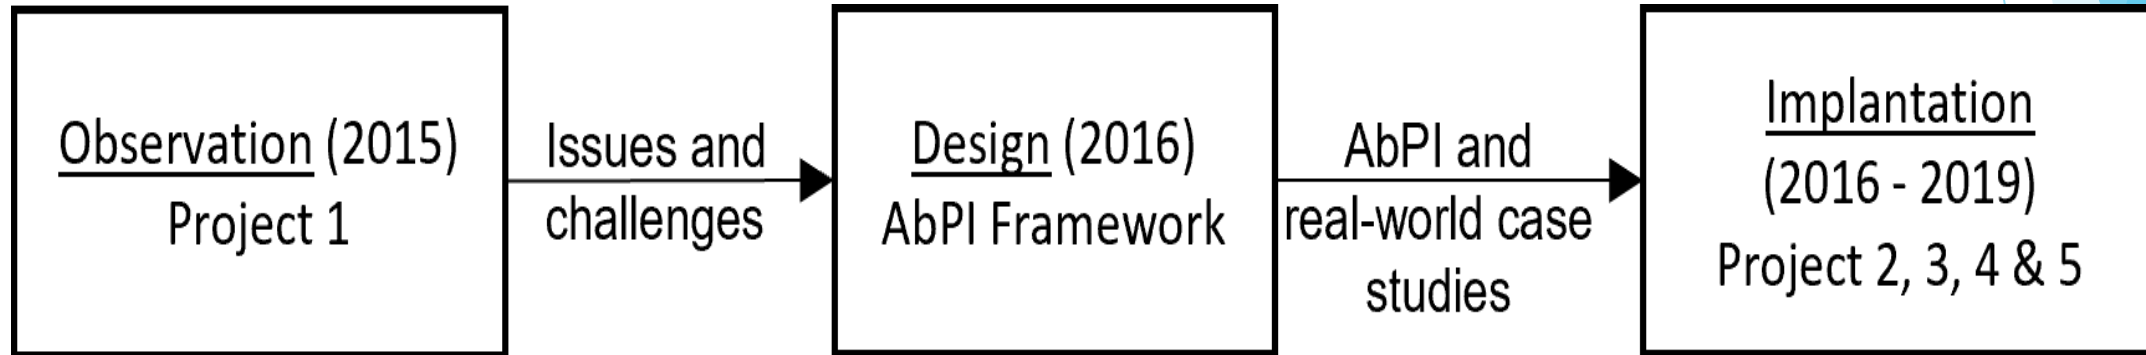 Observation (2015)
Project 1
Issues and
challenges
Design (2016)
AbPI Framework
AbPI and
real-world case
studies
Implantation
(2016 - 2019)
Project 2, 3, 4 & 5